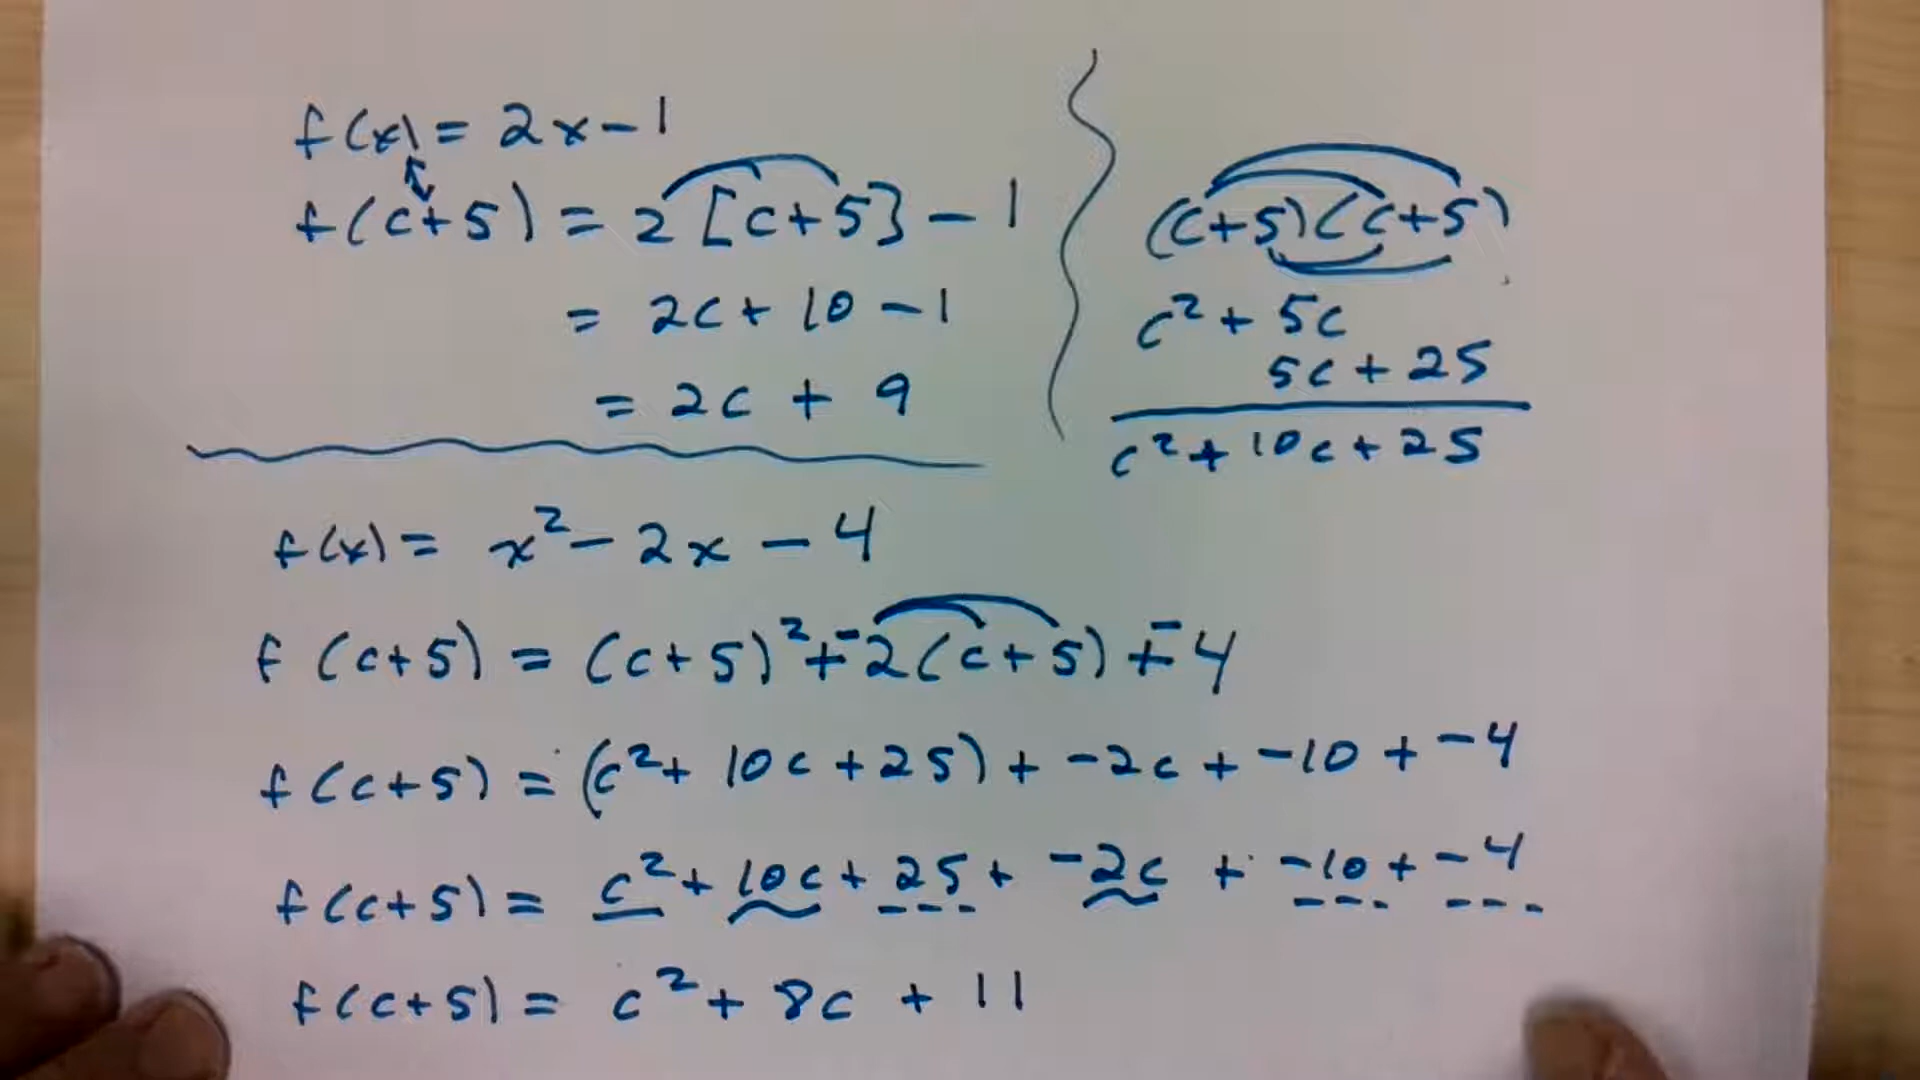 f(x) = 2x - 1
f(c+5) = 2[c+5] - 1
= 2c + 10 - 1
= 2c + 9
(c+5)(c+5)
c² + 5c
5c + 25
c² + 10c + 25
f(x) = x² - 2x - 4
f(c+5) = (c+5)² + -2(c+5) + -4
f(c+5) = (c² + 10c + 25) + -2c + -10 + -4
f(c+5) = c² + 10c + 25 + -2c + -10 + -4
f(c+5) = c² + 8c + 11